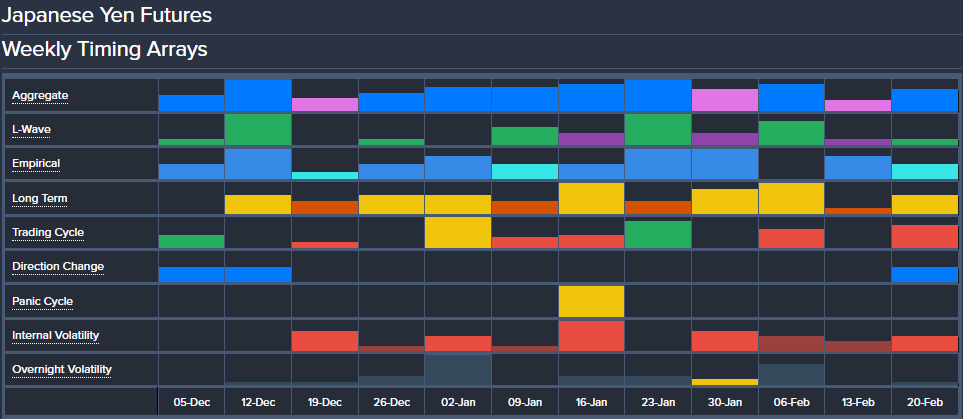 Japanese Yen Futures
Weekly Timing Arrays
Aggregate
L-Wave
Empirical
Long Term
Trading Cycle
Direction Change
Panic Cycle
Internal Volatility
Overnight Volatility
05-Dec 12-Dec 19-Dec 26-Dec 02-Jan 09-Jan 16-Jan 23-Jan 30-Jan 06-Feb 13-Feb 20-Feb